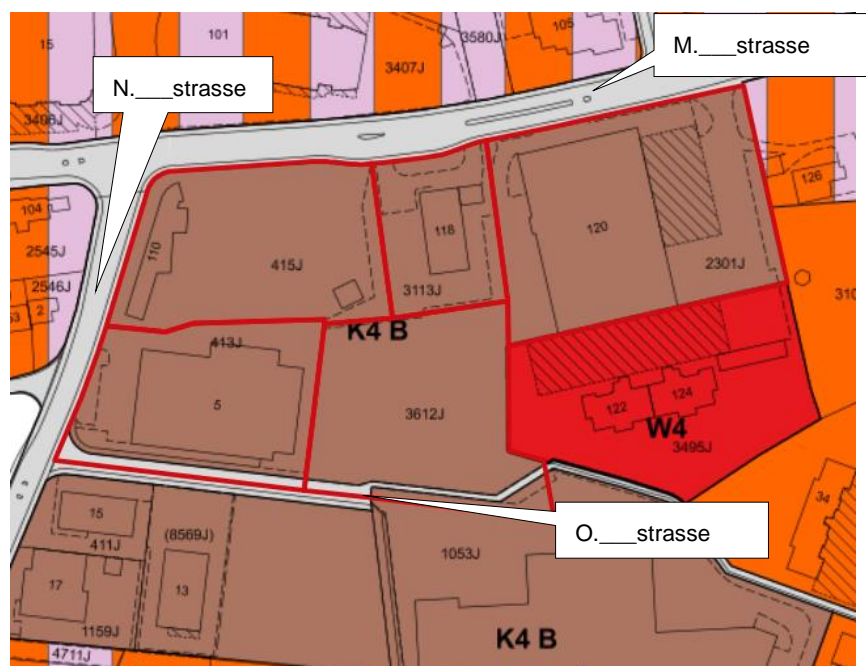 15
101
3580J
105
M.___strasse
3407J
N.___strasse
3406J
126
104
118
120
110
2545J
415J
2301J
2546J
3113J
310
2
K4 B
413J
5
3612J
122
124
W4
3495J
34
15
(8569J)
O.___strasse
411J
1053J
17
13
1159J
K4 B
4711J